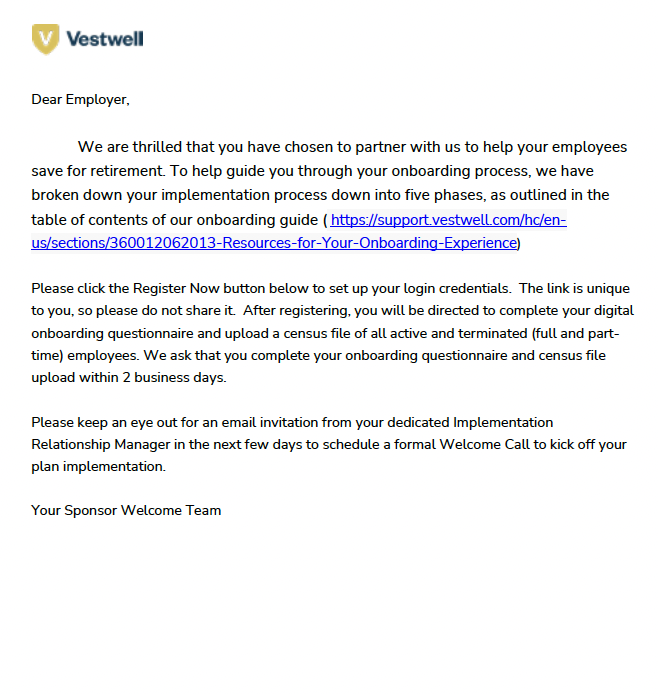 Vestwell
Dear Employer,
We are thrilled that you have chosen to partner with us to help your employees
save for retirement. To help guide you through your onboarding process, we have
broken down your implementation process down into five phases, as outlined in the
table of contents of our onboarding guide ( https://support.vestwell.com/hc/en-
us/sections/360012062013-Resources-for-Your-Onboarding-Experience)
Please click the Register Now button below to set up your login credentials.  The link is unique
to you, so please do not share it.  After registering, you will be directed to complete your digital
onboarding questionnaire and upload a census file of all active and terminated (full and part-
time) employees. We ask that you complete your onboarding questionnaire and census file
upload within 2 business days.
Please keep an eye out for an email invitation from your dedicated Implementation
Relationship Manager in the next few days to schedule a formal Welcome Call to kick off your
plan implementation.
Your Sponsor Welcome Team